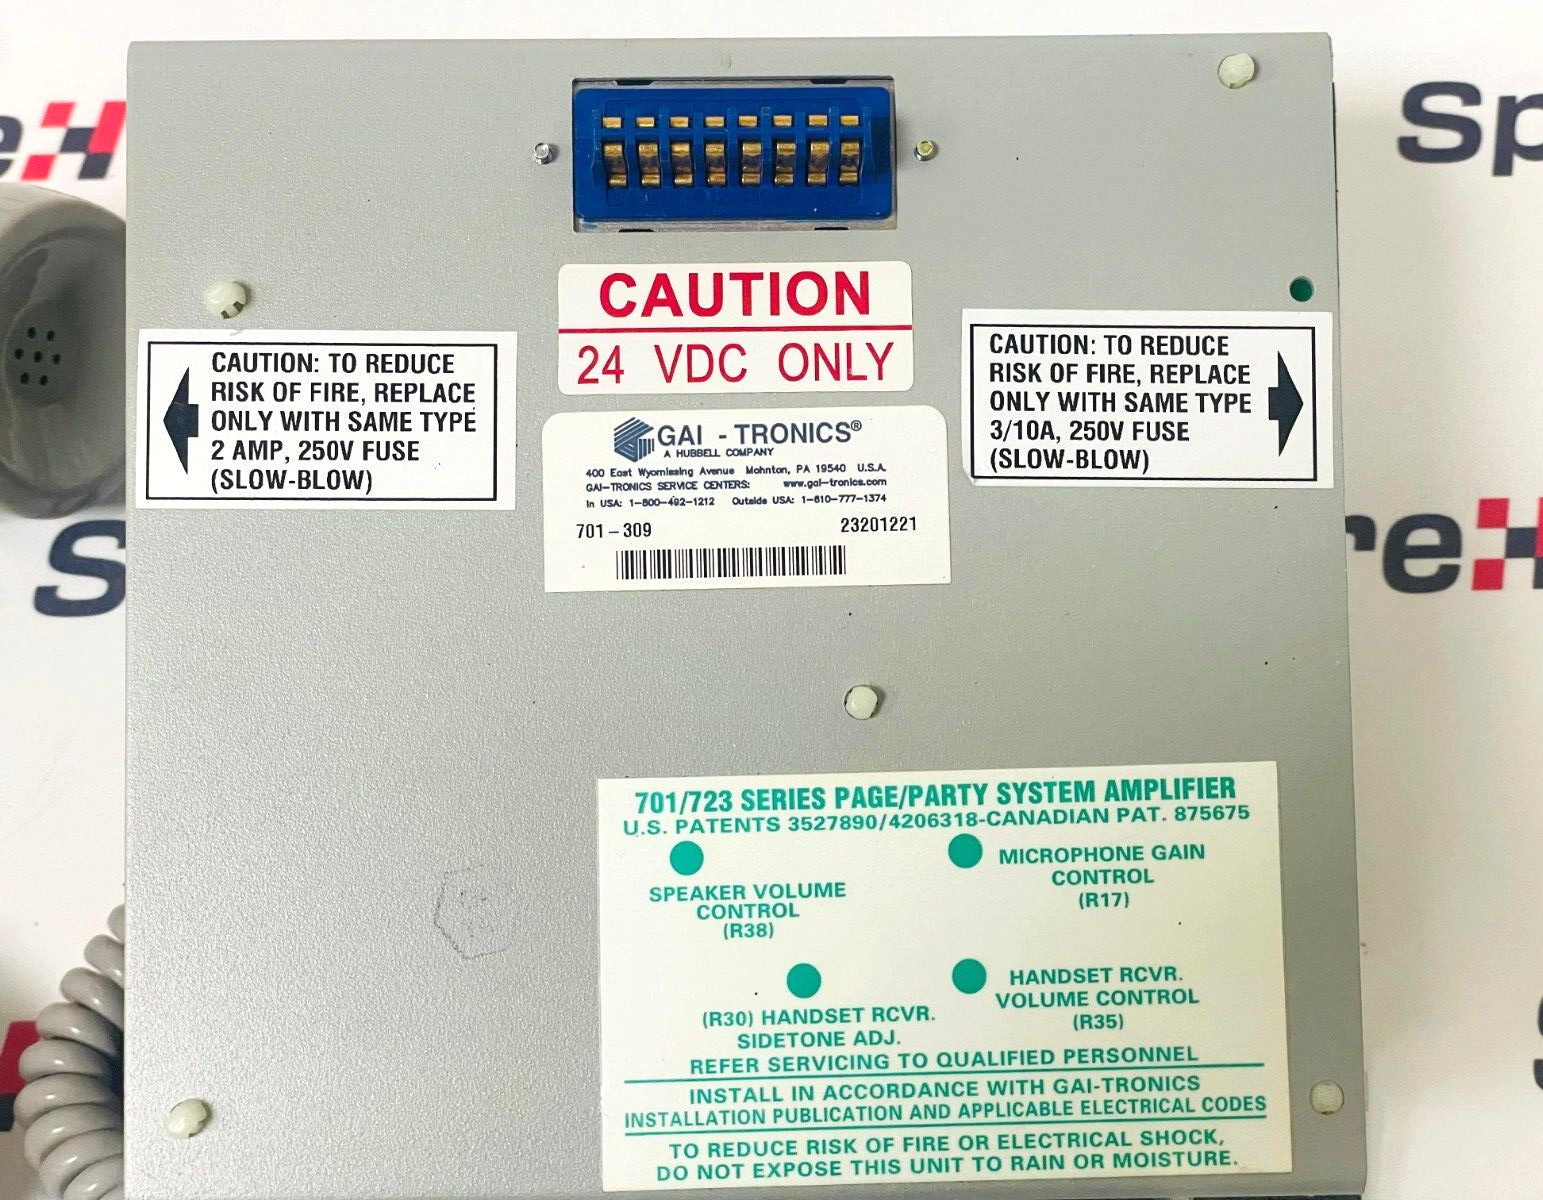 CAUTION
24 VDC ONLY
CAUTION: TO REDUCE
RISK OF FIRE, REPLACE
ONLY WITH SAME TYPE
2 AMP, 250V FUSE
(SLOW-BLOW)
CAUTION: TO REDUCE
RISK OF FIRE, REPLACE
ONLY WITH SAME TYPE
3/10A, 250V FUSE
(SLOW-BLOW)
GAI-TRONICS®
A HUBBELL COMPANY
400 East Wyomissing Avenue Mohnton, PA 19540 U.S.A.
GAI-TRONICS SERVICE CENTERS: www.gai-tronics.com
In USA: 1-800-492-1212 Outside USA: 1-610-777-1374
701-309 23201221
701/723 SERIES PAGE/PARTY SYSTEM AMPLIFIER
U.S. PATENTS 3527890/4206318-CANADIAN PAT. 875675
SPEAKER VOLUME
CONTROL
(R38)
MICROPHONE GAIN
CONTROL
(R17)
(R30) HANDSET RCVR.
SIDETONE ADJ.
HANDSET RCVR.
VOLUME CONTROL
(R35)
REFER SERVICING TO QUALIFIED PERSONNEL
INSTALL IN ACCORDANCE WITH GAI-TRONICS
INSTALLATION PUBLICATION AND APPLICABLE ELECTRICAL CODES
TO REDUCE RISK OF FIRE OR ELECTRICAL SHOCK,
DO NOT EXPOSE THIS UNIT TO RAIN OR MOISTURE.